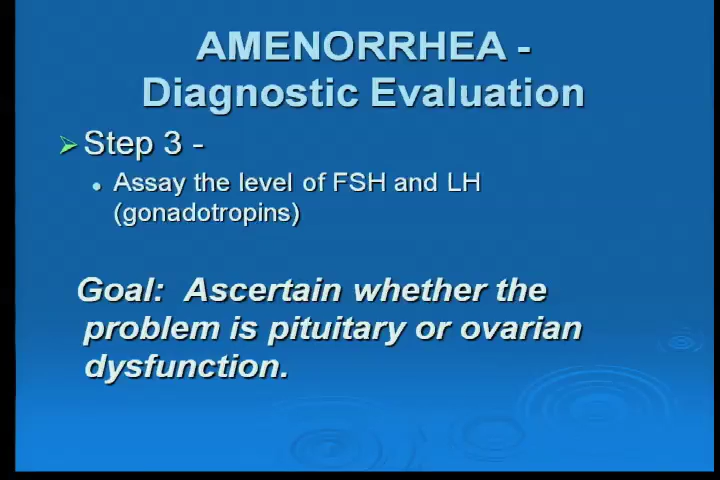 AMENORRHEA -
Diagnostic Evaluation
Step 3 -
Assay the level of FSH and LH
(gonadotropins)
Goal: Ascertain whether the
problem is pituitary or ovarian
dysfunction.